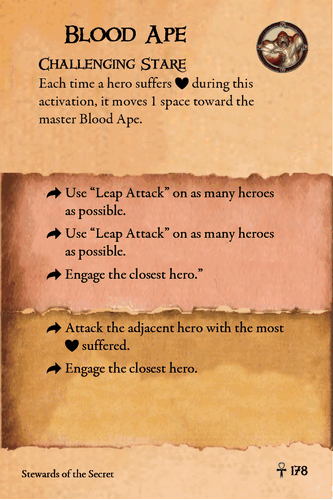 Blood Ape
Challenging Stare
Each time a hero suffers ♥ during this
activation, it moves 1 space toward the
master Blood Ape.
Use “Leap Attack” on as many heroes
as possible.
Use “Leap Attack” on as many heroes
as possible.
Engage the closest hero.”
Attack the adjacent hero with the most
♥ suffered.
Engage the closest hero.
Stewards of the Secret
178